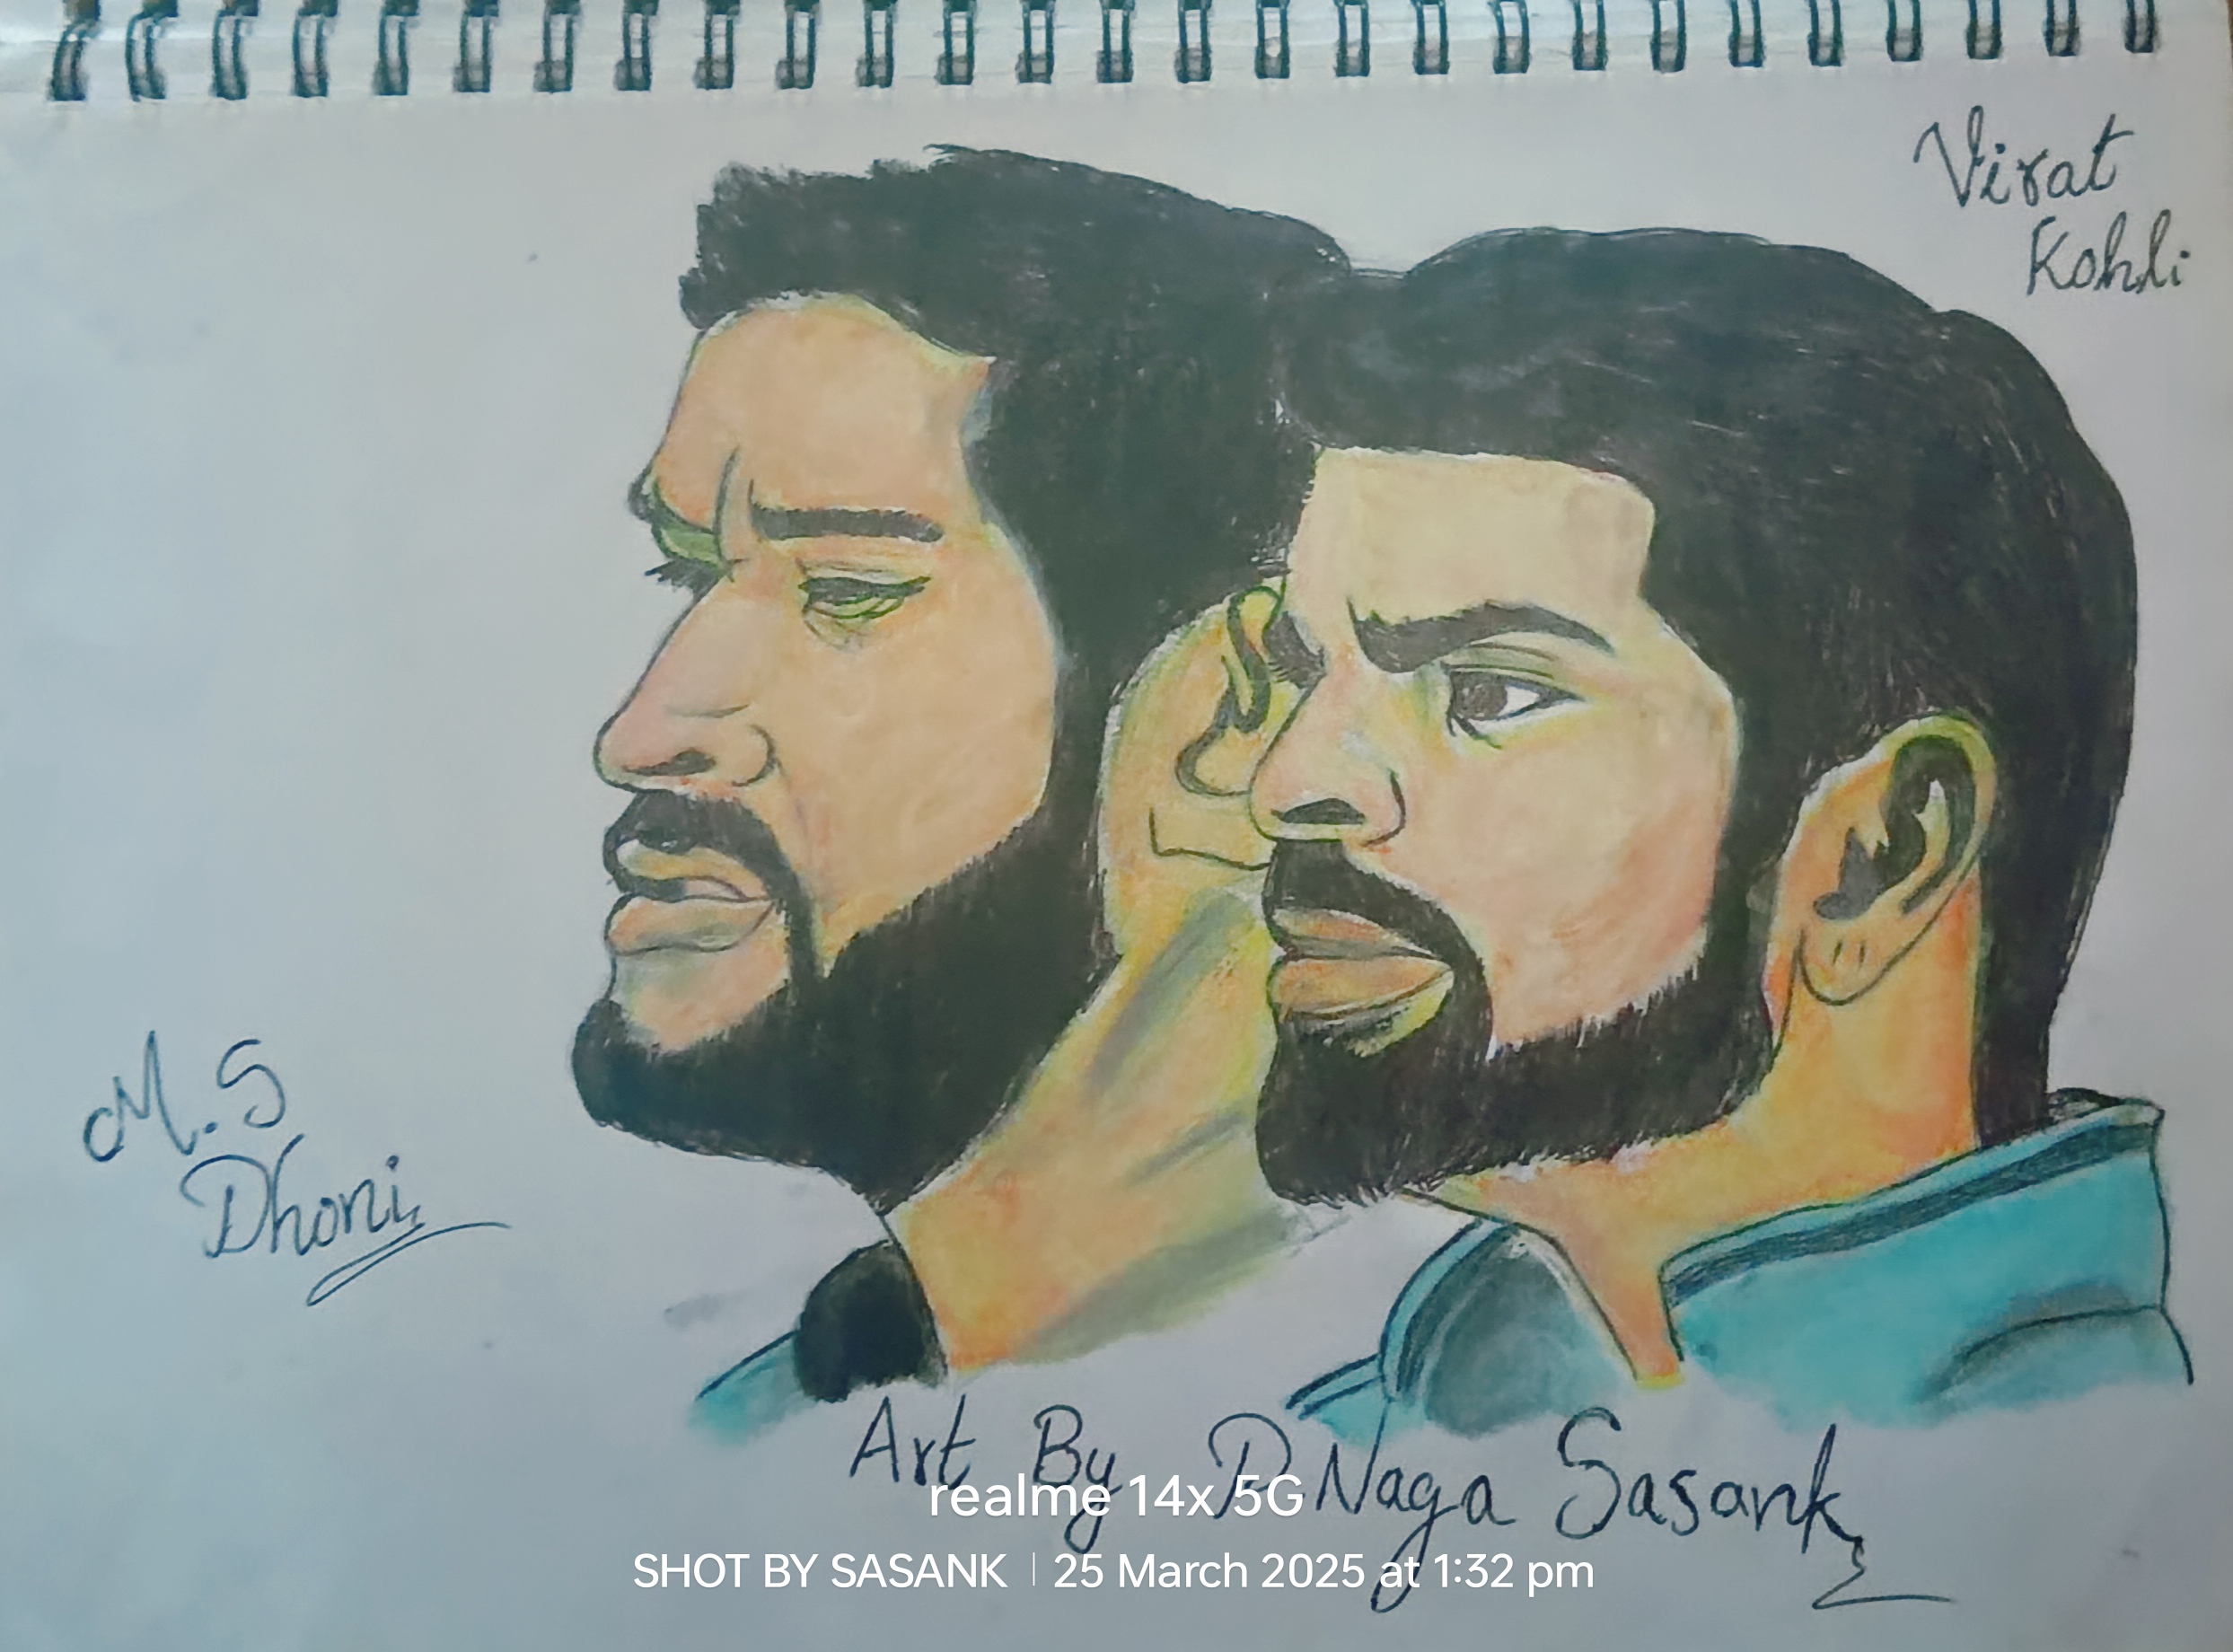 Virat
Kohli
M.S
Dhoni
Art By P.Naga Sasank
realme 14x 5G
SHOT BY SASANK | 25 March 2025 at 1:32 pm